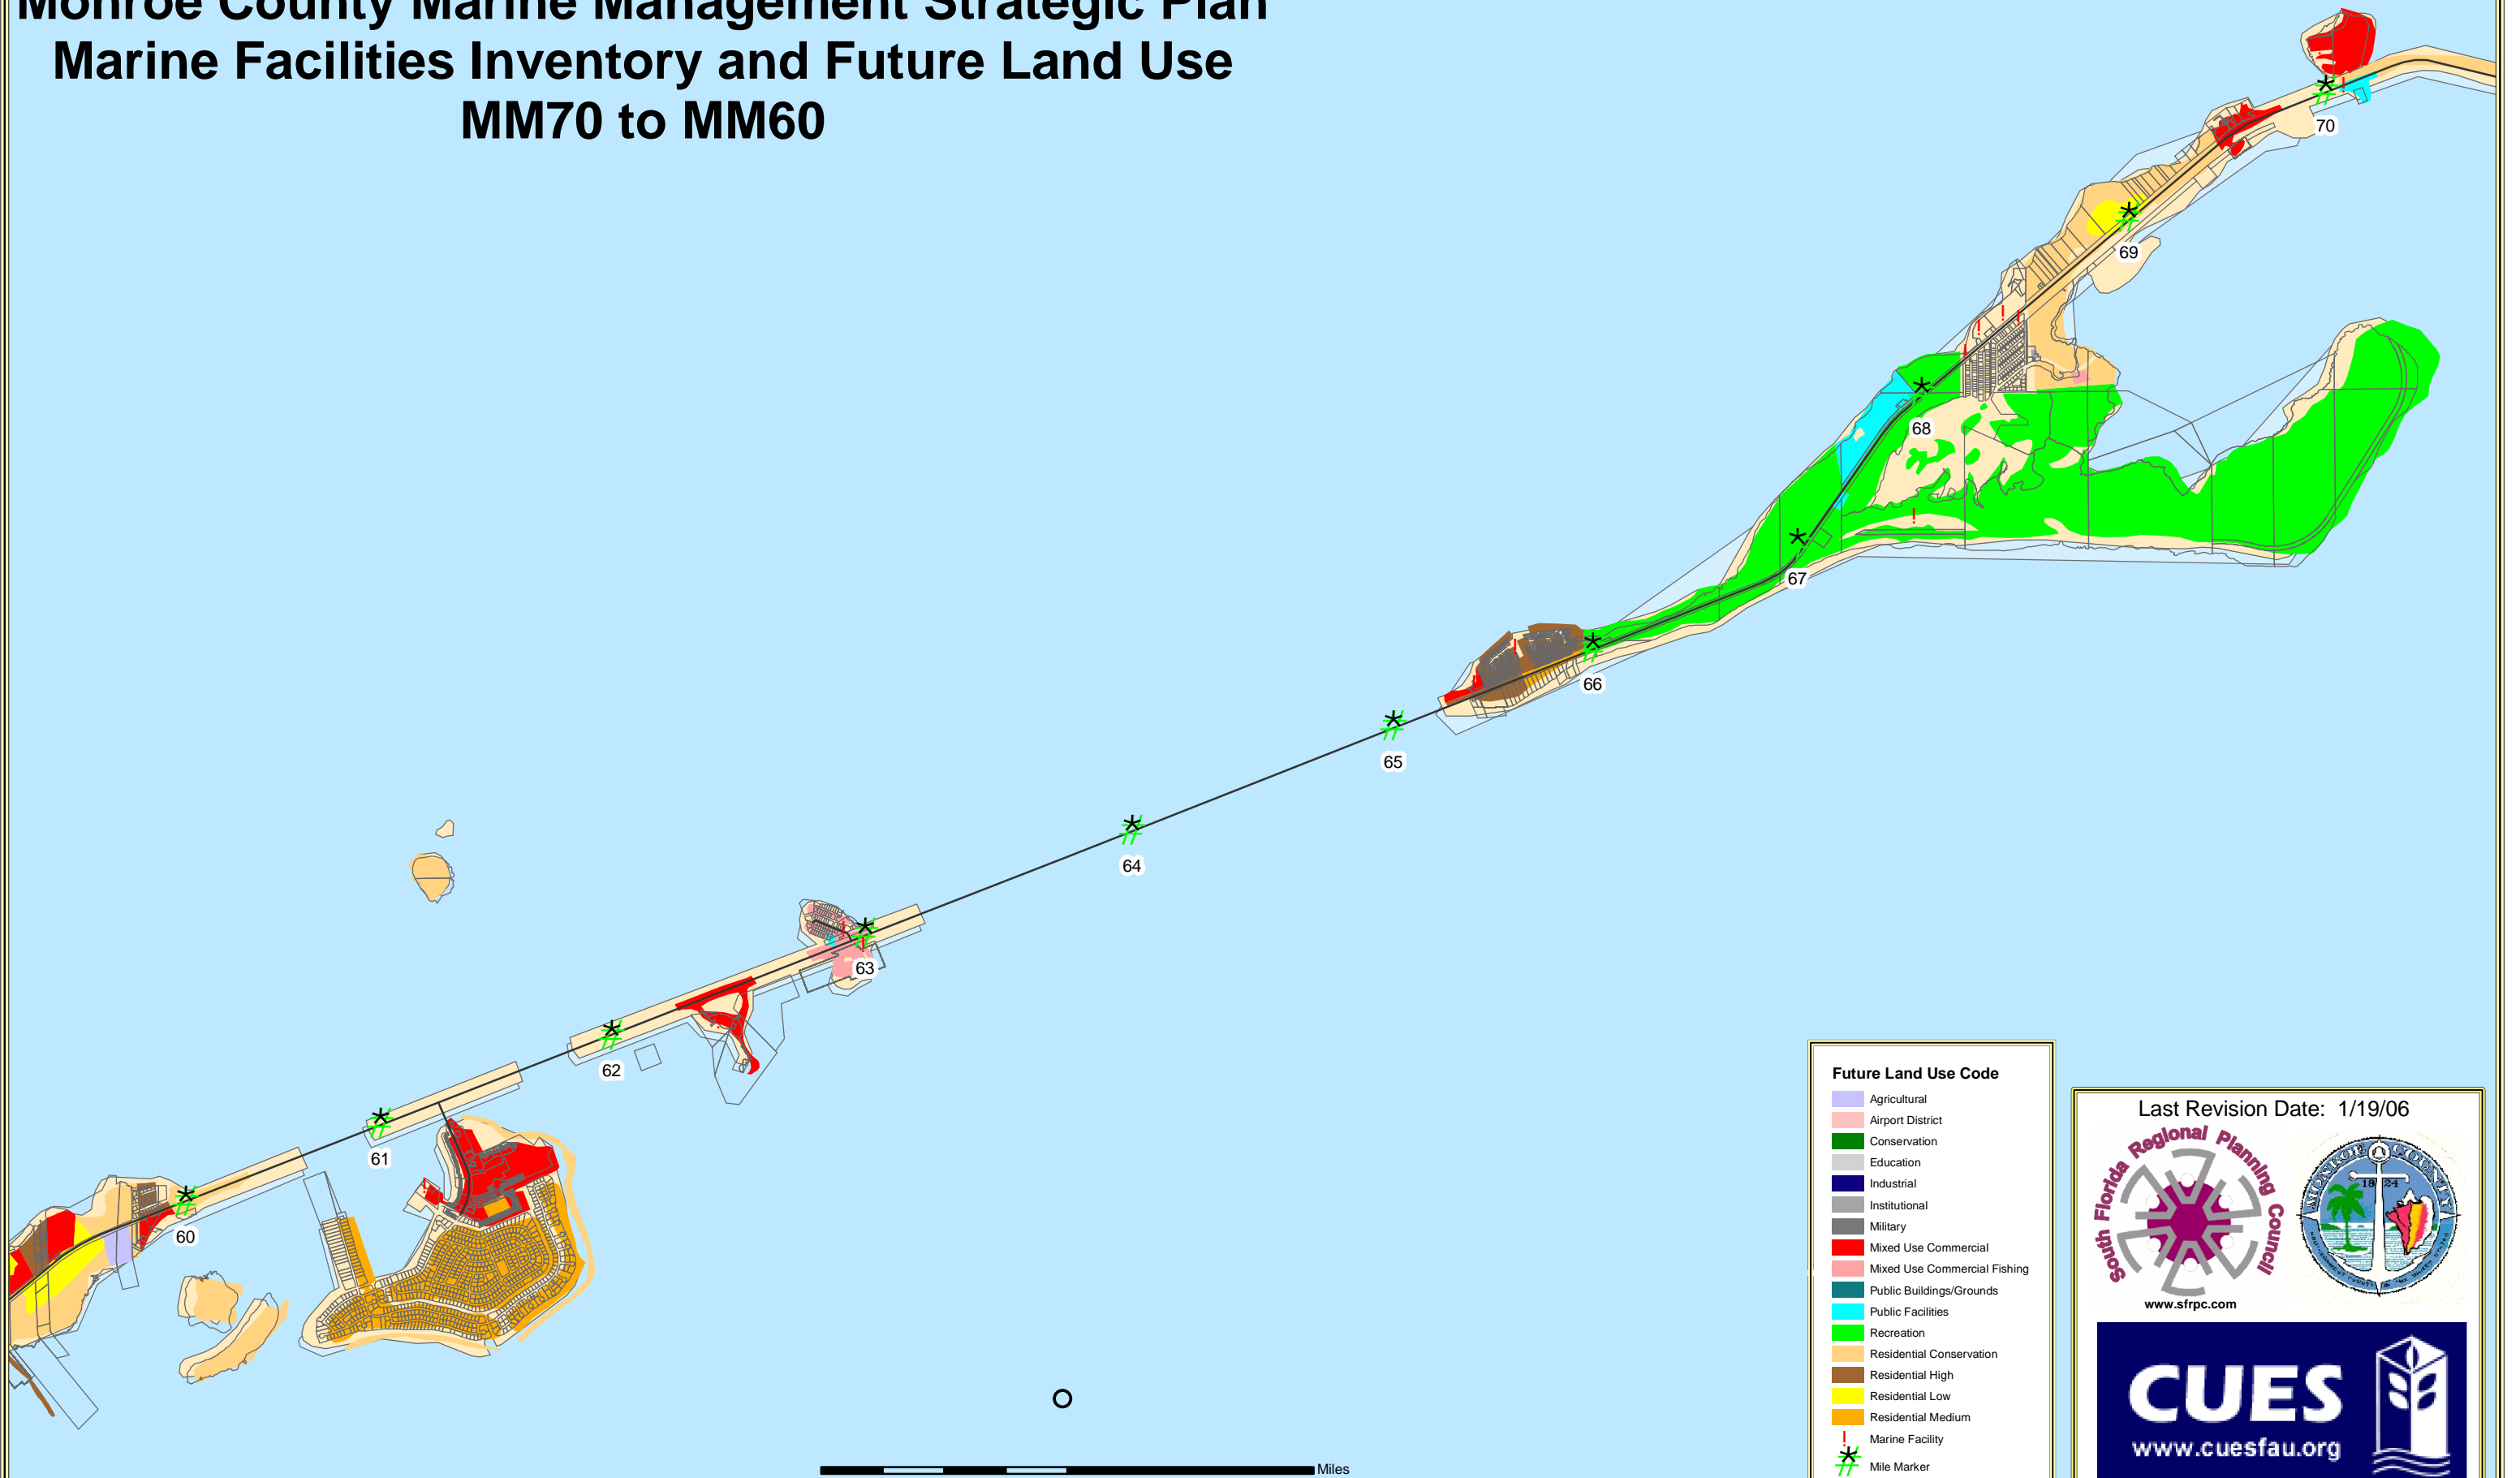 Monroe County Marine Management Strategic Plan
Marine Facilities Inventory and Future Land Use
MM70 to MM60
70
69
68
67
66
65
64
63
62
61
60
Miles
Future Land Use Code
Agricultural
Airport District
Conservation
Education
Industrial
Institutional
Military
Mixed Use Commercial
Mixed Use Commercial Fishing
Public Buildings/Grounds
Public Facilities
Recreation
Residential Conservation
Residential High
Residential Low
Residential Medium
Marine Facility
Mile Marker
Last Revision Date: 1/19/06
South Florida Regional Planning Council
www.sfrpc.com
MONROE COUNTY
1824
CUES
www.cuesfau.org